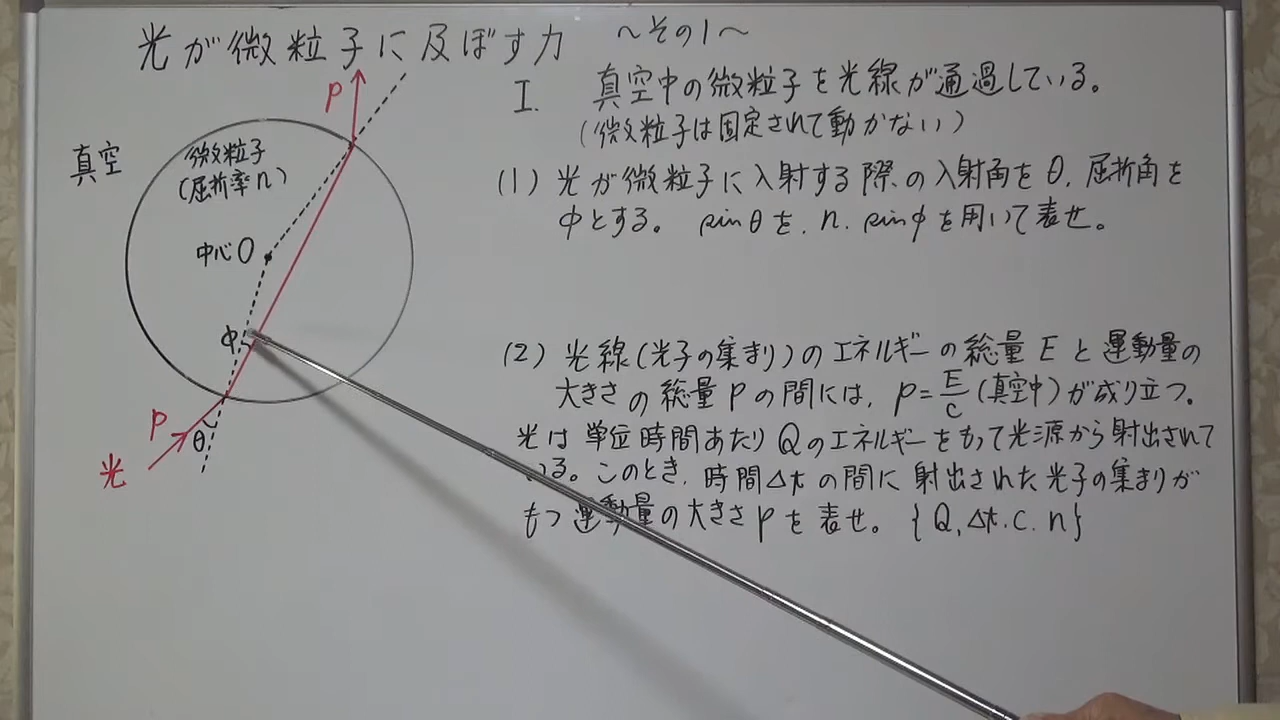 光が微粒子に及ぼす力 ～その1～
I. 真空中の微粒子を光線が通過している。
(微粒子は固定されて動かない)
(1) 光が微粒子に入射する際の入射角をθ、屈折角を
φとする。 sinθを、n、sinφを用いて表せ。
(2) 光線(光子の集まり)のエネルギーの総量Eと運動量の
大きさの総量pの間には、p=E/c(真空中)が成り立つ。
光は単位時間あたりQのエネルギーをもって光源から射出されて
いる。このとき、時間Δtの間に射出された光子の集まりが
もつ運動量の大きさpを表せ。{Q, Δt, c, n}
真空
微粒子
(屈折率n)
中心O
φ
θ
p
光
p